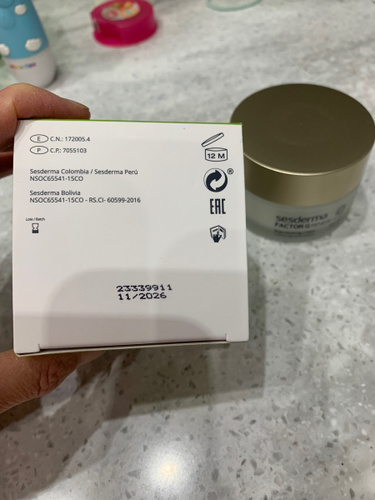 E C.N.: 172005.4
P C.P.: 7055103
Sesderma Colombia / Sesderma Perú
NSOC65541-15CO
Sesderma Bolivia
NSOC65541-15CO - RS.CI- 60599-2016
Lote / Batch:
23339911
11/2026
12 M
®
EAC
sesderma
FACTOR G